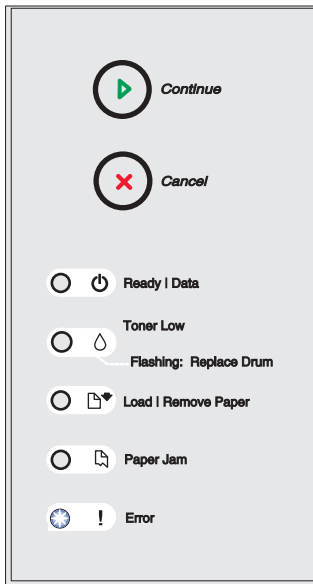 Continue
Cancel
Ready | Data
Toner Low
Flashing: Replace Drum
Load | Remove Paper
Paper Jam
! Error